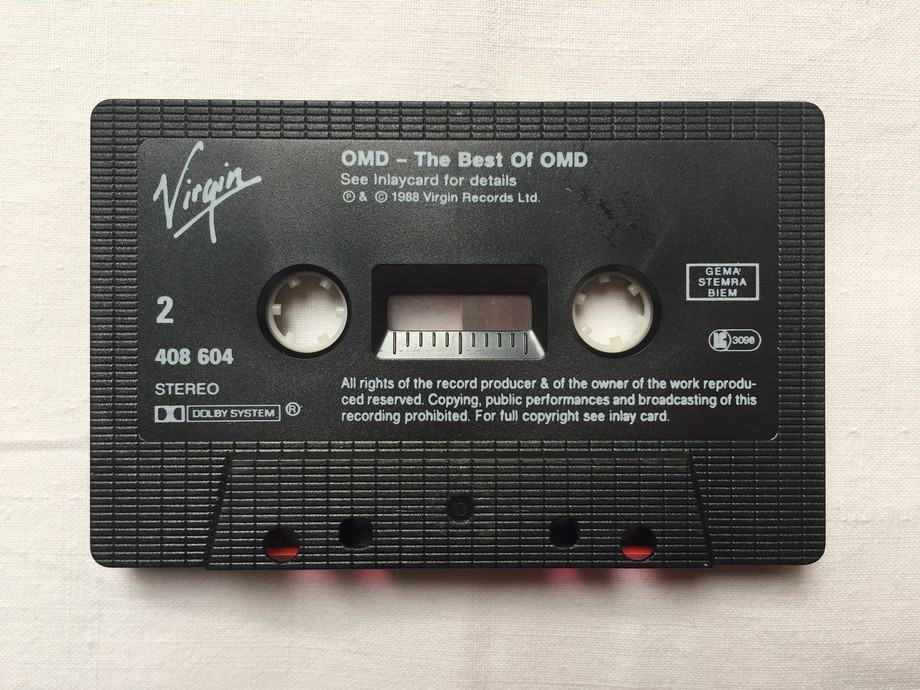 Virgin
OMD – The Best Of OMD
See Inlaycard for details
Ⓟ & © 1988 Virgin Records Ltd.
GEMA
STEMRA
BIEM
2
3098
408 604
STEREO
DOLBY SYSTEM ®
All rights of the record producer & of the owner of the work reprodu-
ced reserved. Copying, public performances and broadcasting of this
recording prohibited. For full copyright see inlay card.